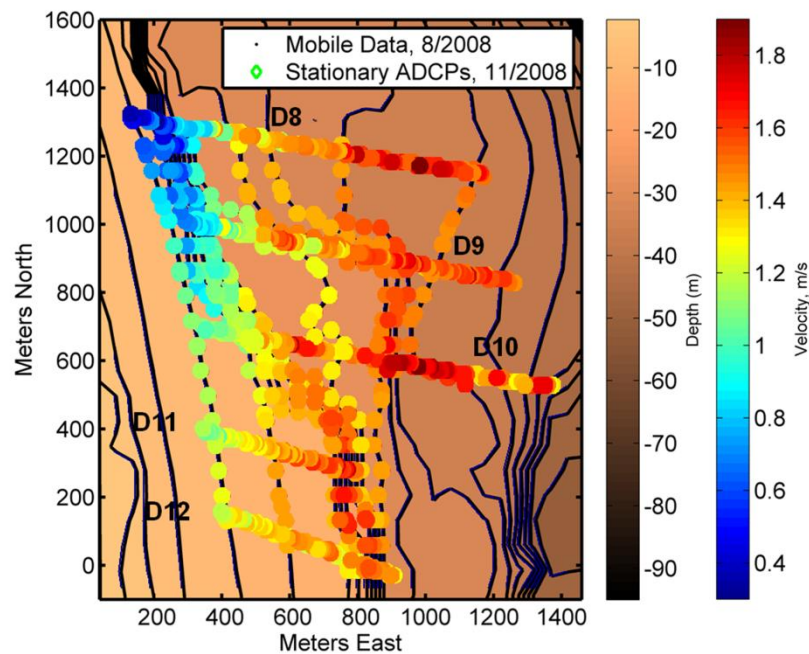 Mobile Data, 8/2008
Stationary ADCPs, 11/2008
D8
D9
D10
D11
D12
1600
1400
1200
1000
800
600
400
200
0
Meters North
200 400 600 800 1000 1200 1400
Meters East
-10
-20
-30
-40
-50
-60
-70
-80
-90
Depth (m)
1.8
1.6
1.4
1.2
1
0.8
0.6
0.4
Velocity, m/s